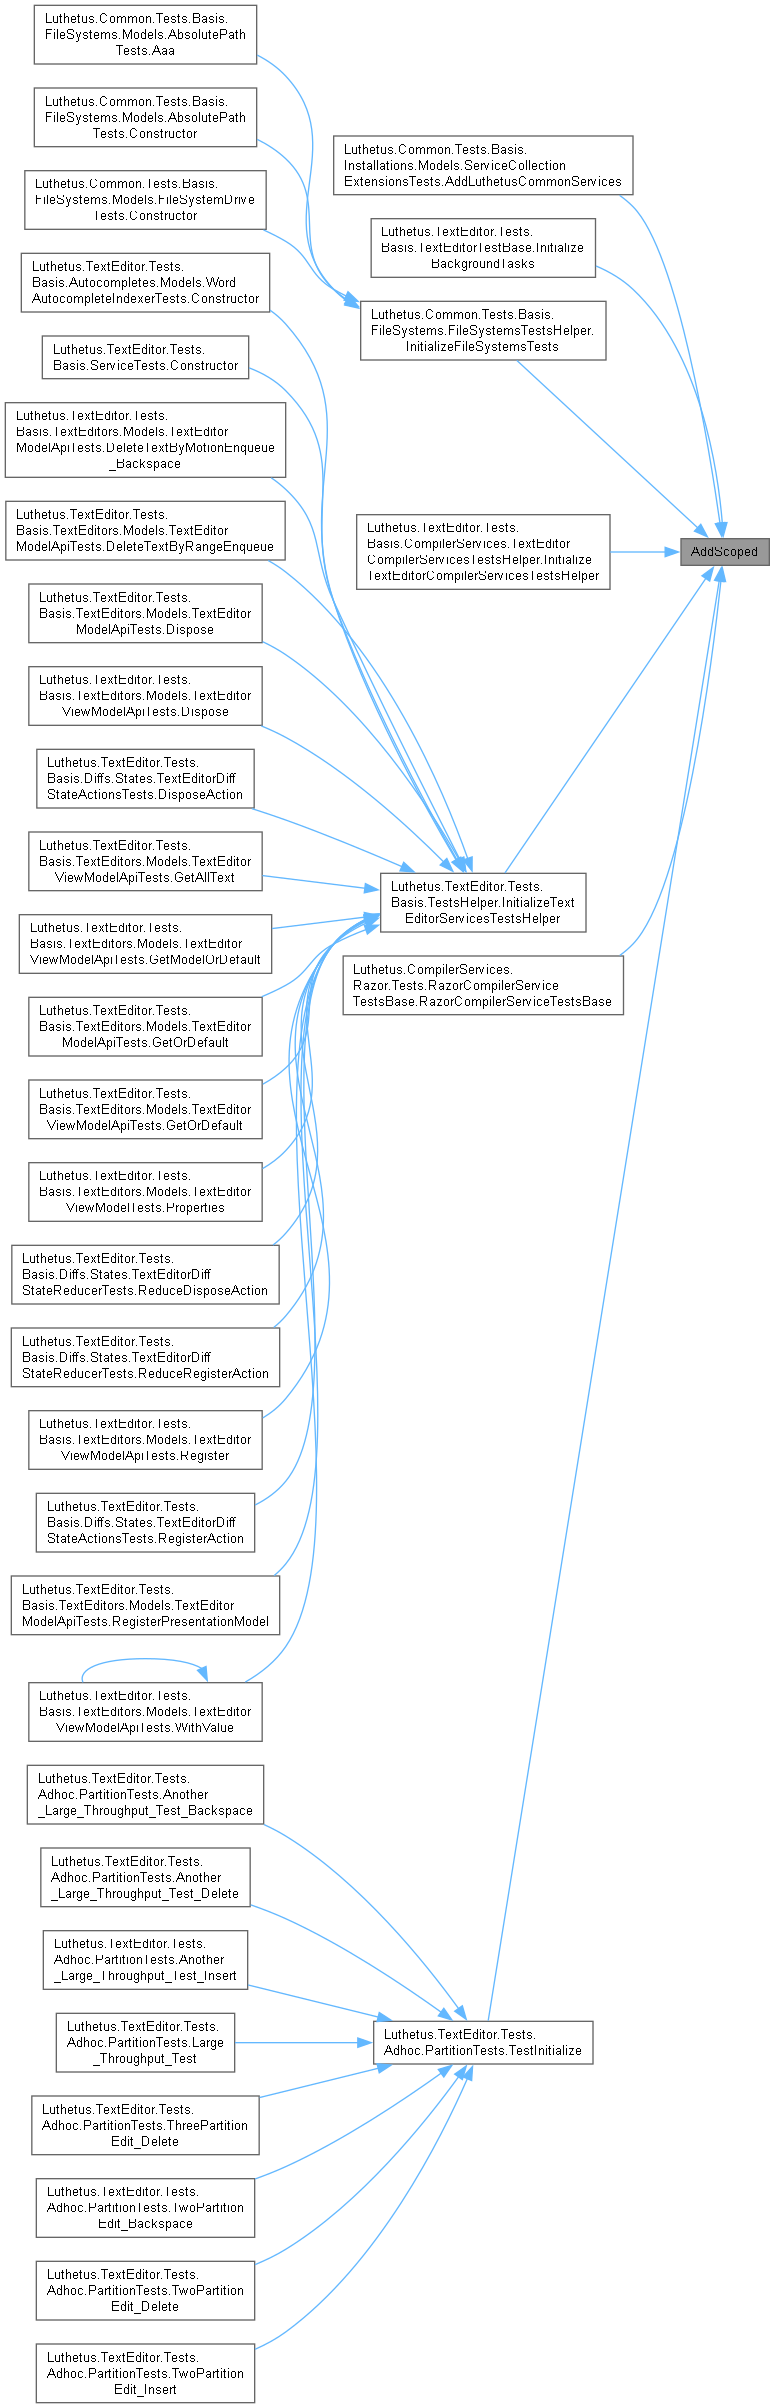 Luthetus.Common.Tests.Basis.
FileSystems.Models.AbsolutePath
Tests.Aaa
Luthetus.Common.Tests.Basis.
FileSystems.Models.AbsolutePath
Tests.Constructor
Luthetus.Common.Tests.Basis.
Installations.Models.ServiceCollection
ExtensionsTests.AddLuthetusCommonServices
Luthetus.Common.Tests.Basis.
FileSystems.Models.FileSystemDrive
Tests.Constructor
Luthetus.TextEditor.Tests.
Basis.TextEditorTestBase.Initialize
BackgroundTasks
Luthetus.TextEditor.Tests.
Basis.Autocompletes.Models.Word
AutocompleteIndexerTests.Constructor
Luthetus.Common.Tests.Basis.
FileSystems.FileSystemsTestsHelper.
InitializeFileSystemsTests
Luthetus.TextEditor.Tests.
Basis.ServiceTests.Constructor
Luthetus.TextEditor.Tests.
Basis.TextEditors.Models.TextEditor
ModelApiTests.DeleteTextByMotionEnqueue
_Backspace
Luthetus.TextEditor.Tests.
Basis.TextEditors.Models.TextEditor
ModelApiTests.DeleteTextByRangeEnqueue
Luthetus.TextEditor.Tests.
Basis.CompilerServices.TextEditor
CompilerServicesTestsHelper.Initialize
TextEditorCompilerServicesTestsHelper
AddScoped
Luthetus.TextEditor.Tests.
Basis.TextEditors.Models.TextEditor
ModelApiTests.Dispose
Luthetus.TextEditor.Tests.
Basis.TextEditors.Models.TextEditor
ViewModelApiTests.Dispose
Luthetus.TextEditor.Tests.
Basis.Diffs.States.TextEditorDiff
StateActionsTests.DisposeAction
Luthetus.TextEditor.Tests.
Basis.TextEditors.Models.TextEditor
ViewModelApiTests.GetAllText
Luthetus.TextEditor.Tests.
Basis.TestsHelper.InitializeText
EditorServicesTestsHelper
Luthetus.TextEditor.Tests.
Basis.TextEditors.Models.TextEditor
ViewModelApiTests.GetModelOrDefault
Luthetus.CompilerServices.
Razor.Tests.RazorCompilerService
TestsBase.RazorCompilerServiceTestsBase
Luthetus.TextEditor.Tests.
Basis.TextEditors.Models.TextEditor
ModelApiTests.GetOrDefault
Luthetus.TextEditor.Tests.
Basis.TextEditors.Models.TextEditor
ViewModelApiTests.GetOrDefault
Luthetus.TextEditor.Tests.
Basis.TextEditors.Models.TextEditor
ViewModelTests.Properties
Luthetus.TextEditor.Tests.
Basis.Diffs.States.TextEditorDiff
StateReducerTests.ReduceDisposeAction
Luthetus.TextEditor.Tests.
Basis.Diffs.States.TextEditorDiff
StateReducerTests.ReduceRegisterAction
Luthetus.TextEditor.Tests.
Basis.TextEditors.Models.TextEditor
ViewModelApiTests.Register
Luthetus.TextEditor.Tests.
Basis.Diffs.States.TextEditorDiff
StateActionsTests.RegisterAction
Luthetus.TextEditor.Tests.
Basis.TextEditors.Models.TextEditor
ModelApiTests.RegisterPresentationModel
Luthetus.TextEditor.Tests.
Basis.TextEditors.Models.TextEditor
ViewModelApiTests.WithValue
Luthetus.TextEditor.Tests.
Adhoc.PartitionTests.Another
_Large_Throughput_Test_Backspace
Luthetus.TextEditor.Tests.
Adhoc.PartitionTests.Another
_Large_Throughput_Test_Delete
Luthetus.TextEditor.Tests.
Adhoc.PartitionTests.Another
_Large_Throughput_Test_Insert
Luthetus.TextEditor.Tests.
Adhoc.PartitionTests.Large
_Throughput_Test
Luthetus.TextEditor.Tests.
Adhoc.PartitionTests.TestInitialize
Luthetus.TextEditor.Tests.
Adhoc.PartitionTests.ThreePartition
Edit_Delete
Luthetus.TextEditor.Tests.
Adhoc.PartitionTests.TwoPartition
Edit_Backspace
Luthetus.TextEditor.Tests.
Adhoc.PartitionTests.TwoPartition
Edit_Delete
Luthetus.TextEditor.Tests.
Adhoc.PartitionTests.TwoPartition
Edit_Insert